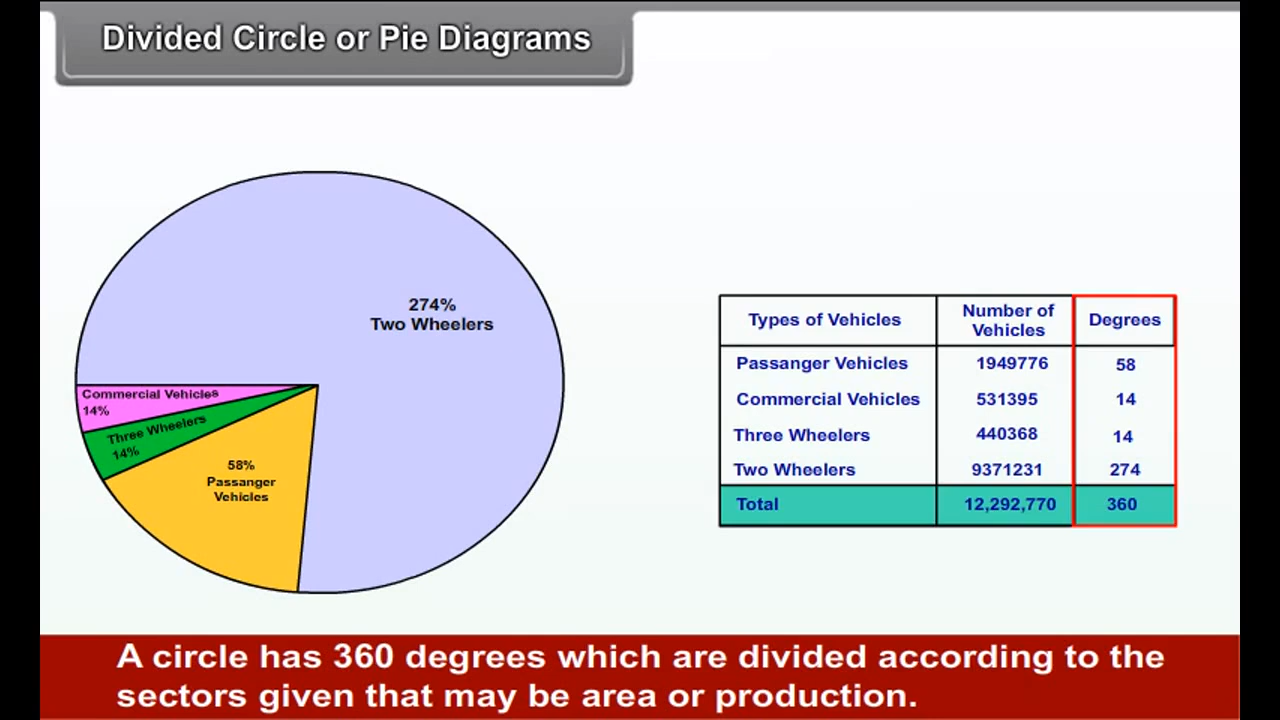 Divided Circle or Pie Diagrams
274%
Two Wheelers
Commercial Vehicles
14%
Three Wheelers
14%
58%
Passanger
Vehicles
Types of Vehicles Number of Vehicles Degrees
Passanger Vehicles 1949776 58
Commercial Vehicles 531395 14
Three Wheelers 440368 14
Two Wheelers 9371231 274
Total 12,292,770 360
A circle has 360 degrees which are divided according to the
sectors given that may be area or production.